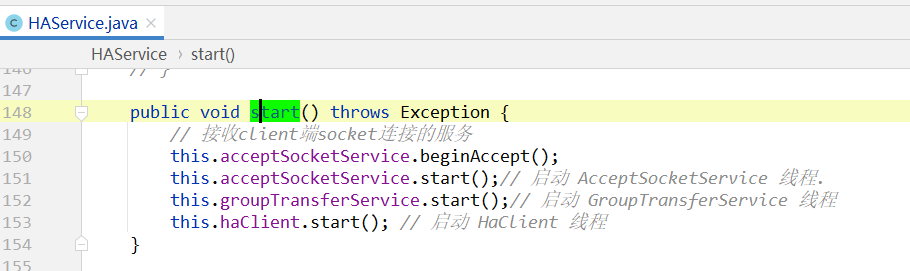 HAService.java
HAService › start()
146 // }
147
148 public void start() throws Exception {
149 // 接收client端socket连接的服务
150 this.acceptSocketService.beginAccept();
151 this.acceptSocketService.start();// 启动 AcceptSocketService 线程.
152 this.groupTransferService.start();// 启动 GroupTransferService 线程
153 this.haClient.start(); // 启动 HaClient 线程
154 }
155